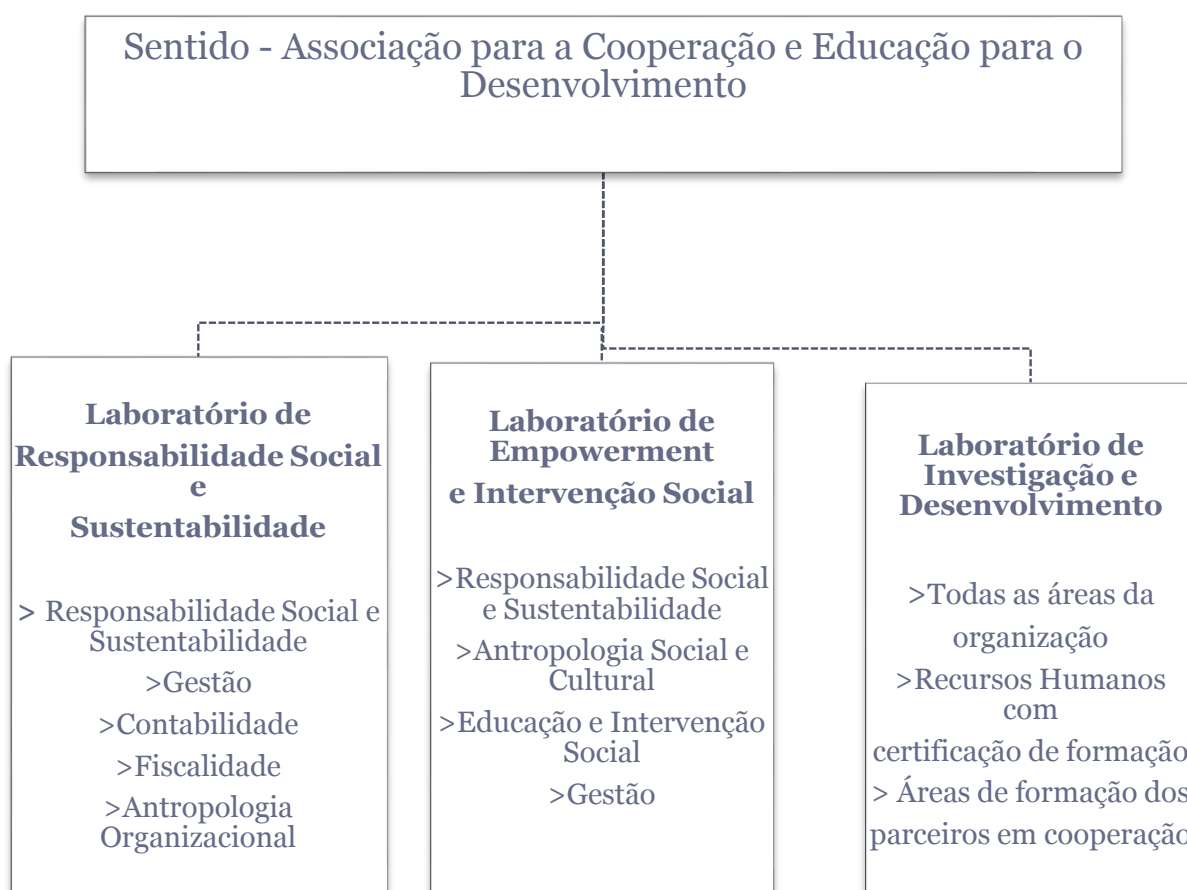 Sentido - Associação para a Cooperação e Educação para o
Desenvolvimento
Laboratório de
Responsabilidade Social
e
Sustentabilidade
> Responsabilidade Social e
Sustentabilidade
>Gestão
>Contabilidade
>Fiscalidade
>Antropologia
Organizacional
Laboratório de
Empowerment
e Intervenção Social
>Responsabilidade Social
e Sustentabilidade
>Antropologia Social e
Cultural
>Educação e Intervenção
Social
>Gestão
Laboratório de
Investigação e
Desenvolvimento
>Todas as áreas da
organização
>Recursos Humanos
com
certificação de formação
> Áreas de formação dos
parceiros em cooperação